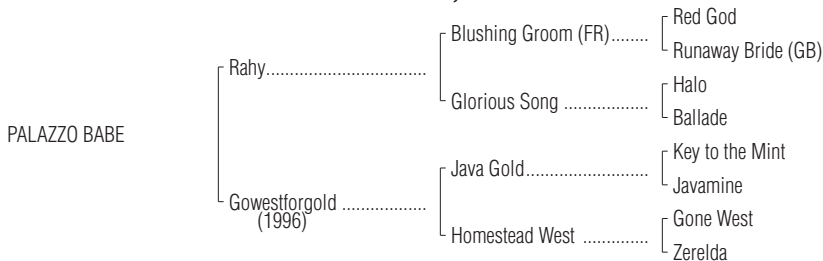 Red God
Blushing Groom (FR)........
Runaway Bride (GB)
Rahy.................................
Halo
Glorious Song ..................
Ballade
PALAZZO BABE
Key to the Mint
Java Gold..........................
Javamine
Gowestforgold ..................
(1996)
Gone West
Homestead West ..............
Zerelda